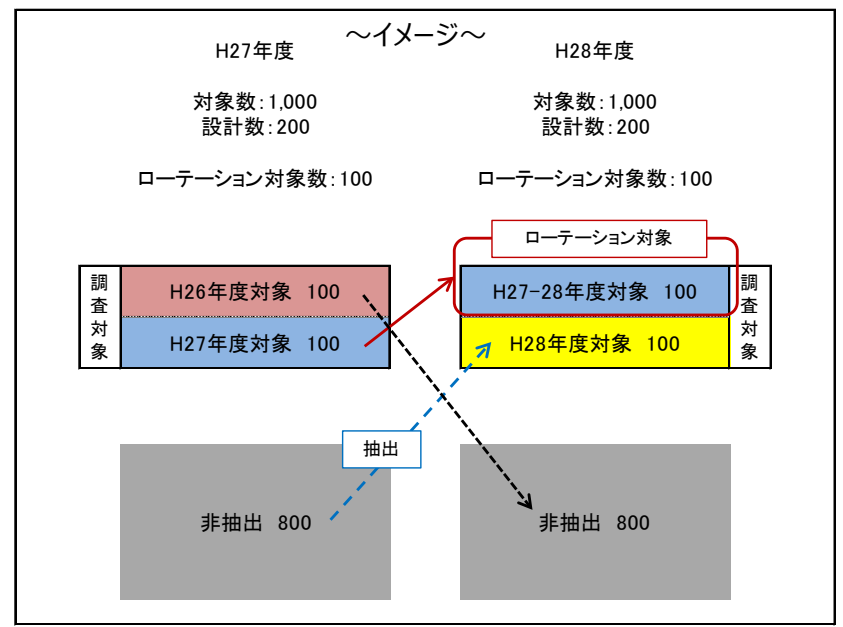 ～イメージ～
H27年度
対象数：1,000
設計数：200
ローテーション対象数：100
H28年度
対象数：1,000
設計数：200
ローテーション対象数：100
調査対象
H26年度対象 100
H27年度対象 100
ローテーション対象
H27-28年度対象 100
H28年度対象 100
調査対象
抽出
非抽出 800
非抽出 800